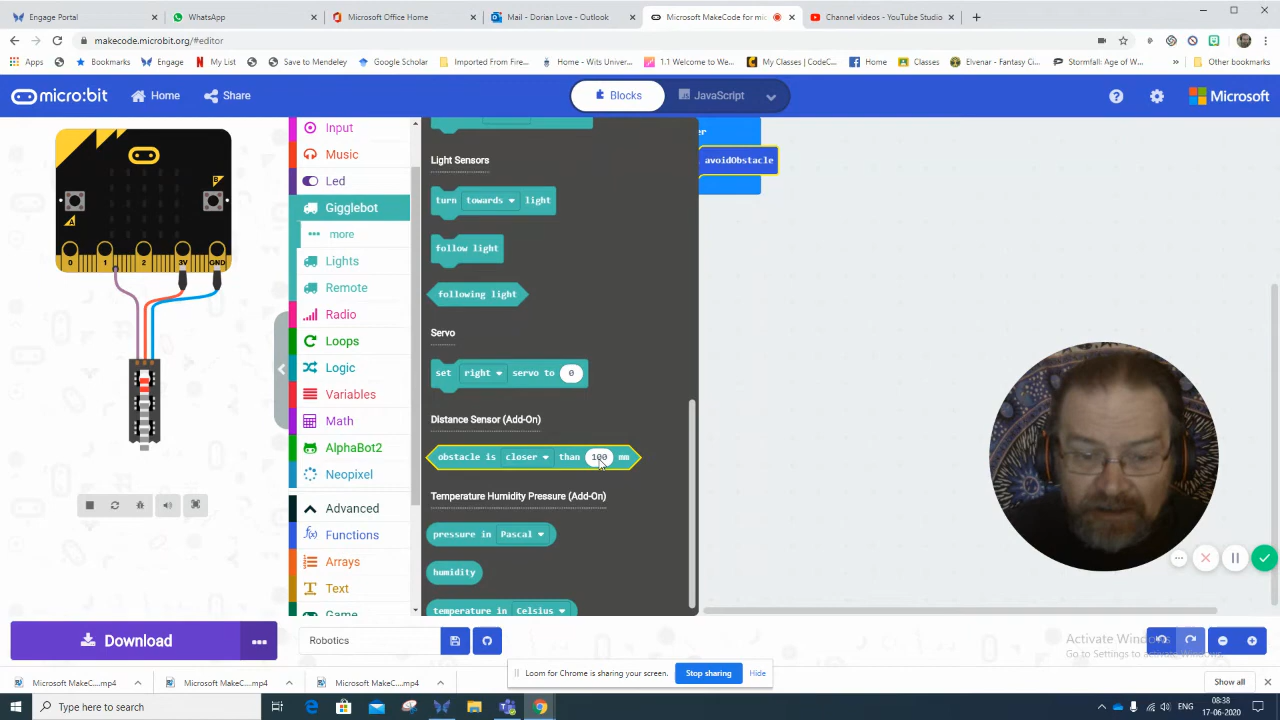 Engage Portal
WhatsApp
Microsoft Office Home
Mail - Dorian Love - Outlook
Microsoft MakeCode for mic
Channel videos - YouTube Studio
makecode.microbit.org/#editor
Apps
Bookmarks
Engage
My List
Save to Mendeley
Google Scholar
Imported From Fire...
Home - Wits Univer...
1.1 Welcome to We...
My Classes | CodeC...
Home
Classes
Elvenar - Fantasy Ci...
Stormfall: Age of W...
Other bookmarks
micro:bit
Home
Share
Blocks
JavaScript
Microsoft
A
B
0 1 2 3V GND
Input
Music
Led
Gigglebot
more
Lights
Remote
Radio
Loops
Logic
Variables
Math
AlphaBot2
Neopixel
Advanced
Functions
Arrays
Text
Game
Light Sensors
turn towards light
follow light
following light
Servo
set right servo to 0
Distance Sensor (Add-On)
obstacle is closer than 100 mm
Temperature Humidity Pressure (Add-On)
pressure in Pascal
humidity
temperature in Celsius
er
avoidObstacle
Download
Robotics
Activate Windows
Go to Settings to activate Windows.
Loom for Chrome is sharing your screen.
Stop sharing
Hide
Microsoft MaKeC....mp4
Microsoft MaKeC....mp4
Microsoft MaKeC....mp4
Show all
Type here to search
ENG
08:38
17-06-2020